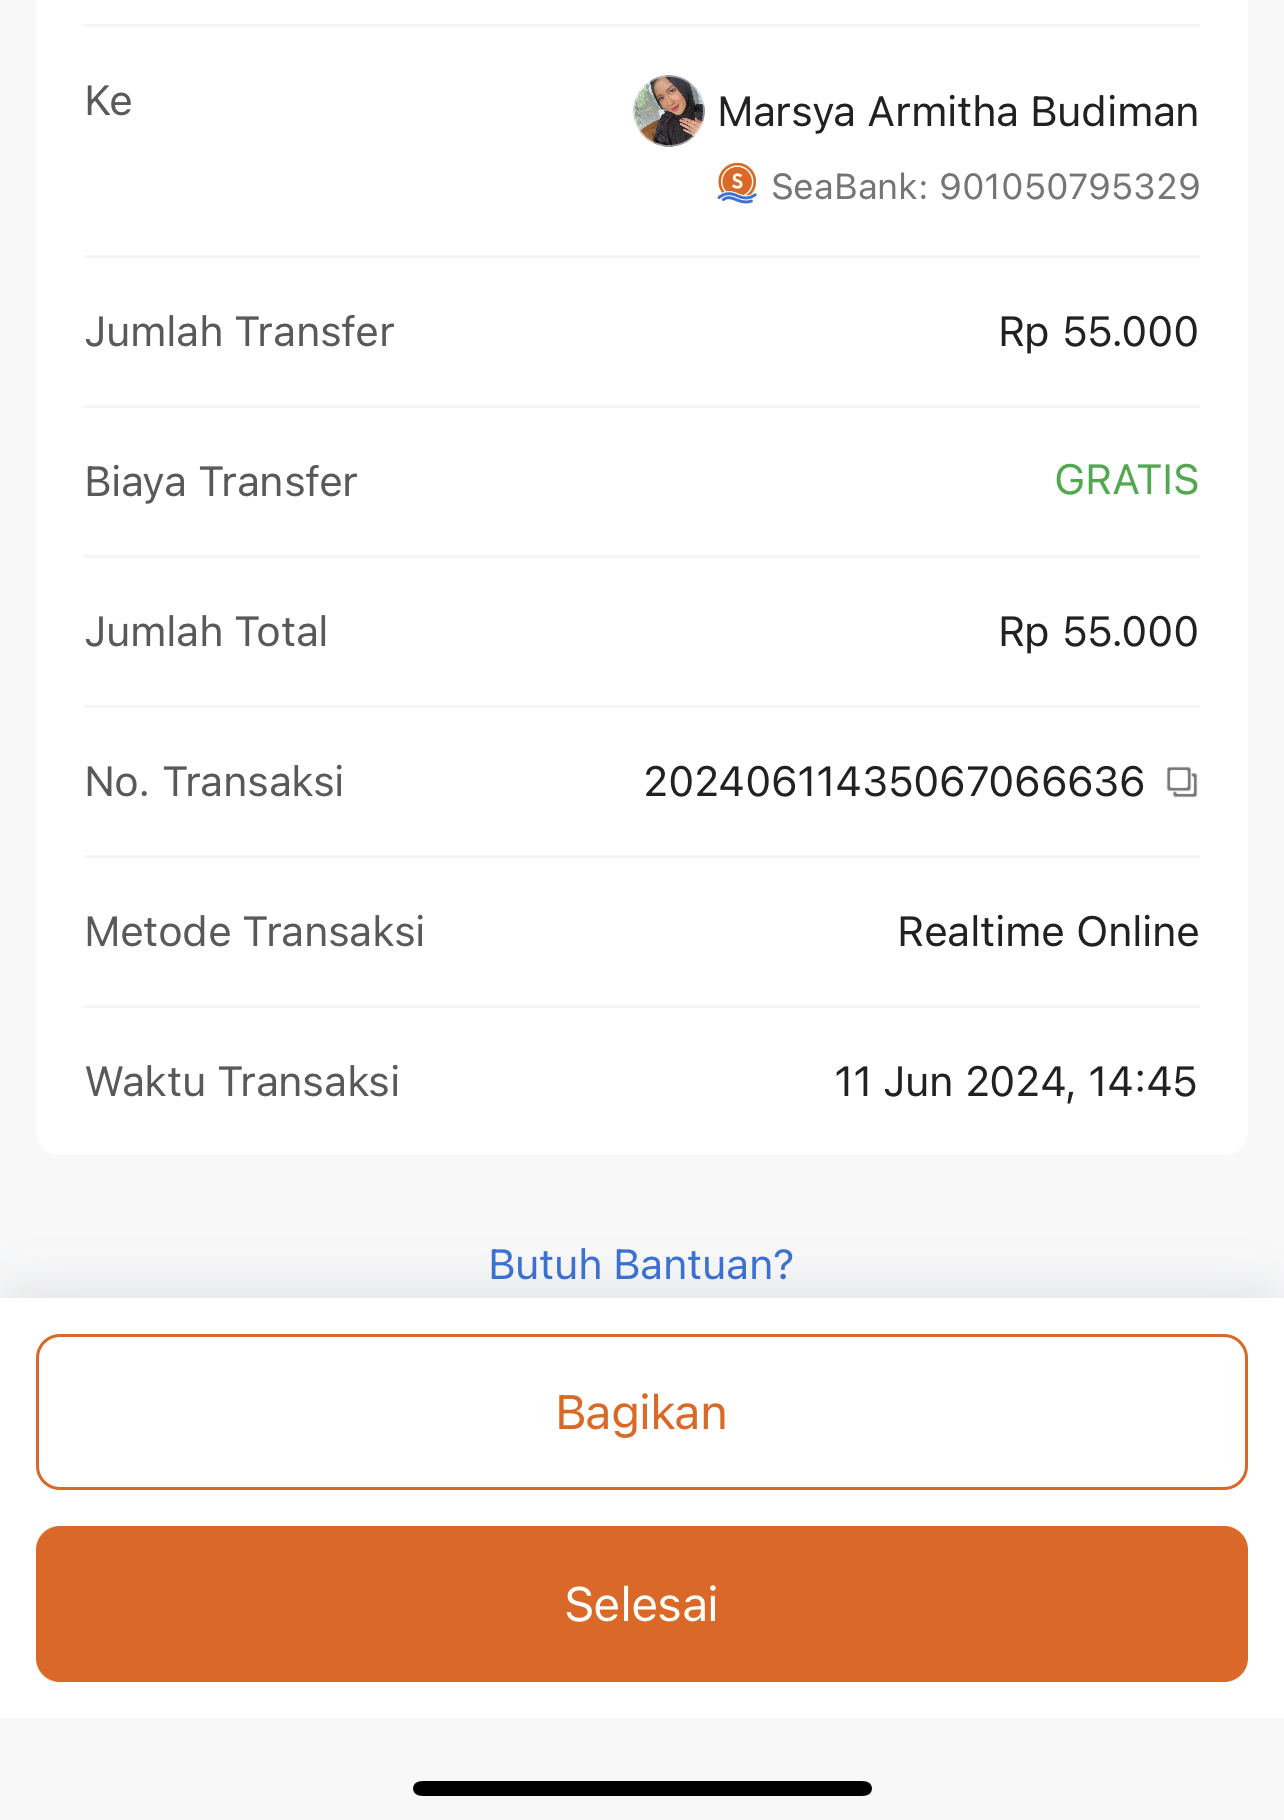 Ke
Marsya Armitha Budiman
S SeaBank: 901050795329
Jumlah Transfer Rp 55.000
Biaya Transfer GRATIS
Jumlah Total Rp 55.000
No. Transaksi 20240611435067066636
Metode Transaksi Realtime Online
Waktu Transaksi 11 Jun 2024, 14:45
Butuh Bantuan?
Bagikan
Selesai